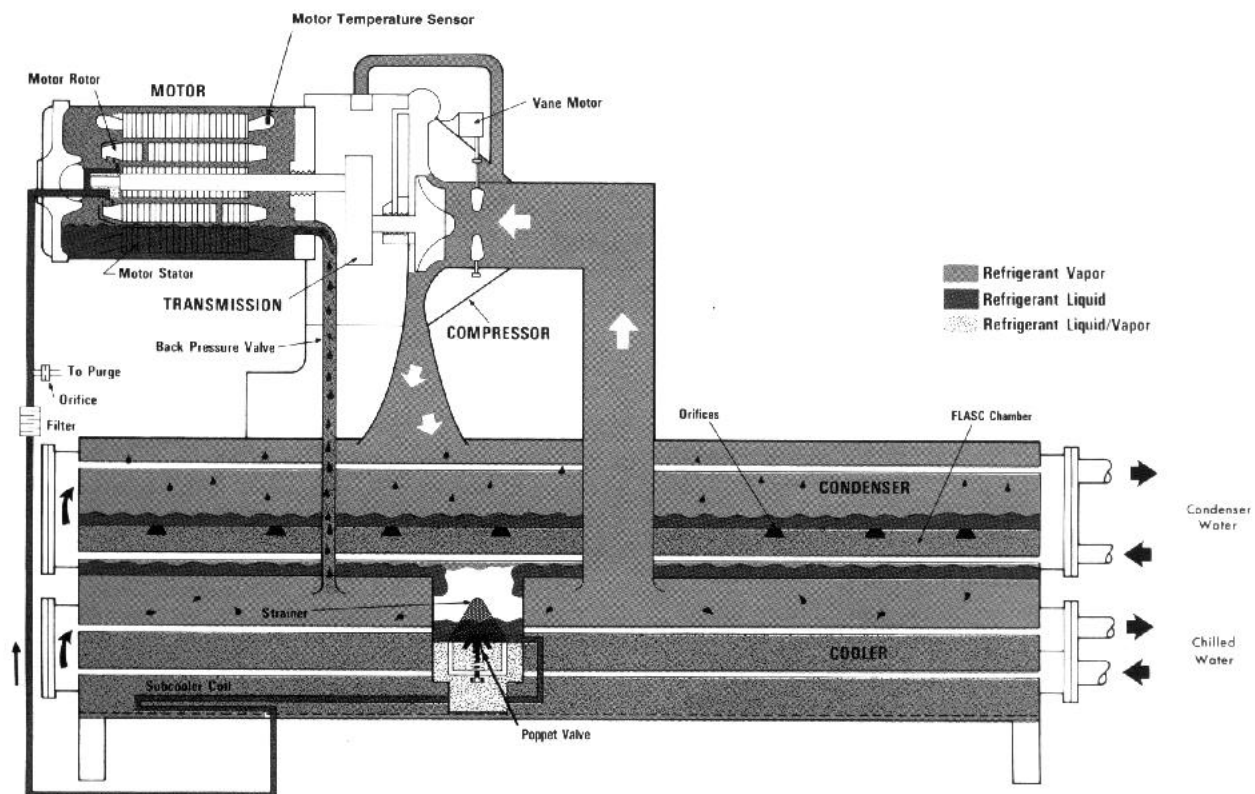 Motor Temperature Sensor
Motor Rotor
MOTOR
Vane Motor
Motor Stator
TRANSMISSION
COMPRESSOR
Back Pressure Valve
Refrigerant Vapor
Refrigerant Liquid
Refrigerant Liquid/Vapor
To Purge
Orifice
Filter
Orifices
FLASC Chamber
CONDENSER
Condenser
Water
Strainer
COOLER
Chilled
Water
Subcooler Coil
Poppet Valve